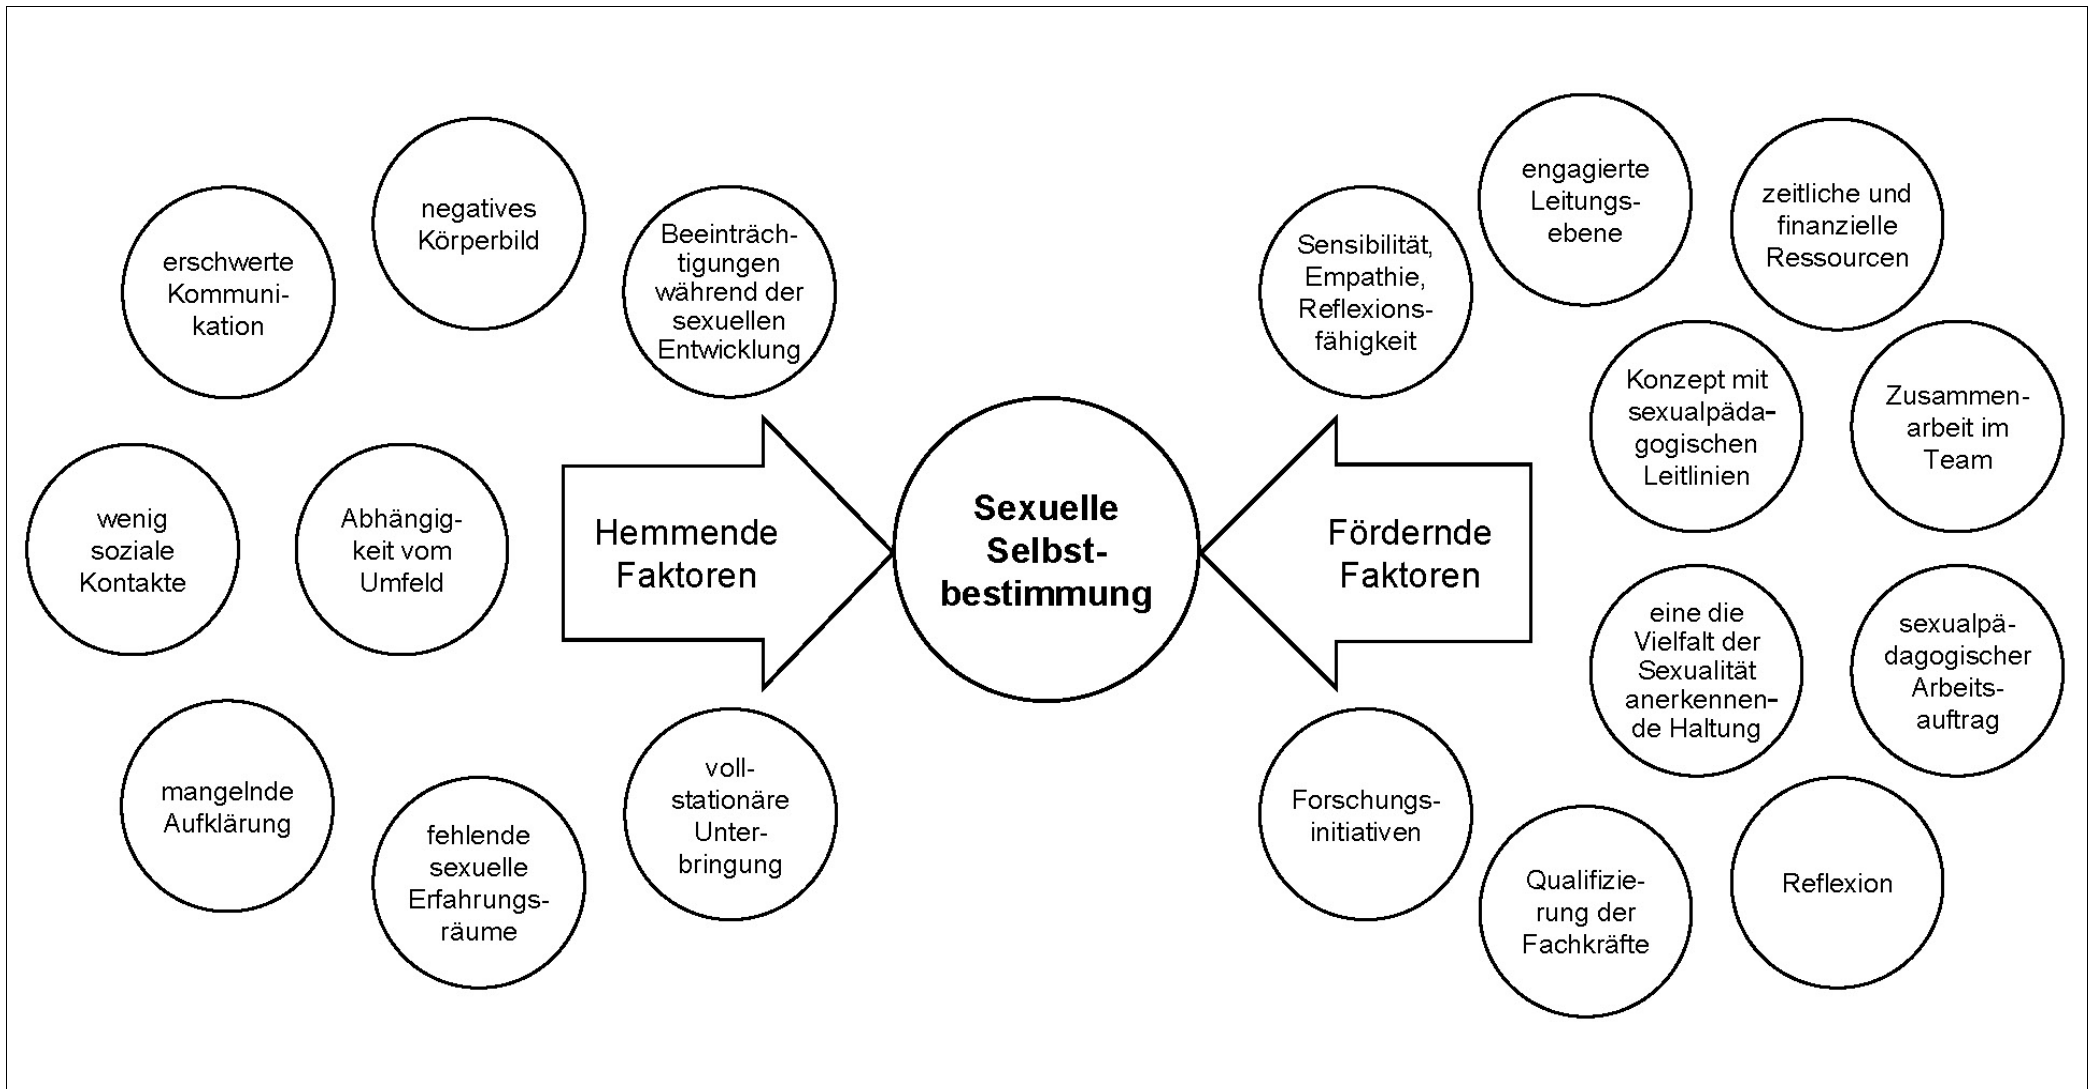 erschwerte
Kommuni-
kation
negatives
Körperbild
Beeinträch-
tigungen
während der
sexuellen
Entwicklung
wenig
soziale
Kontakte
Abhängig-
keit vom
Umfeld
mangelnde
Aufklärung
fehlende
sexuelle
Erfahrungs-
räume
voll-
stationäre
Unter-
bringung
Hemmende
Faktoren
Sexuelle
Selbst-
bestimmung
Fördernde
Faktoren
Sensibilität,
Empathie,
Reflexions-
fähigkeit
engagierte
Leitungs-
ebene
zeitliche und
finanzielle
Ressourcen
Konzept mit
sexualpäda-
gogischen
Leitlinien
Zusammen-
arbeit im
Team
eine die
Vielfalt der
Sexualität
anerkennen-
de Haltung
sexualpä-
dagogischer
Arbeits-
auftrag
Forschungs-
initiativen
Qualifizie-
rung der
Fachkräfte
Reflexion